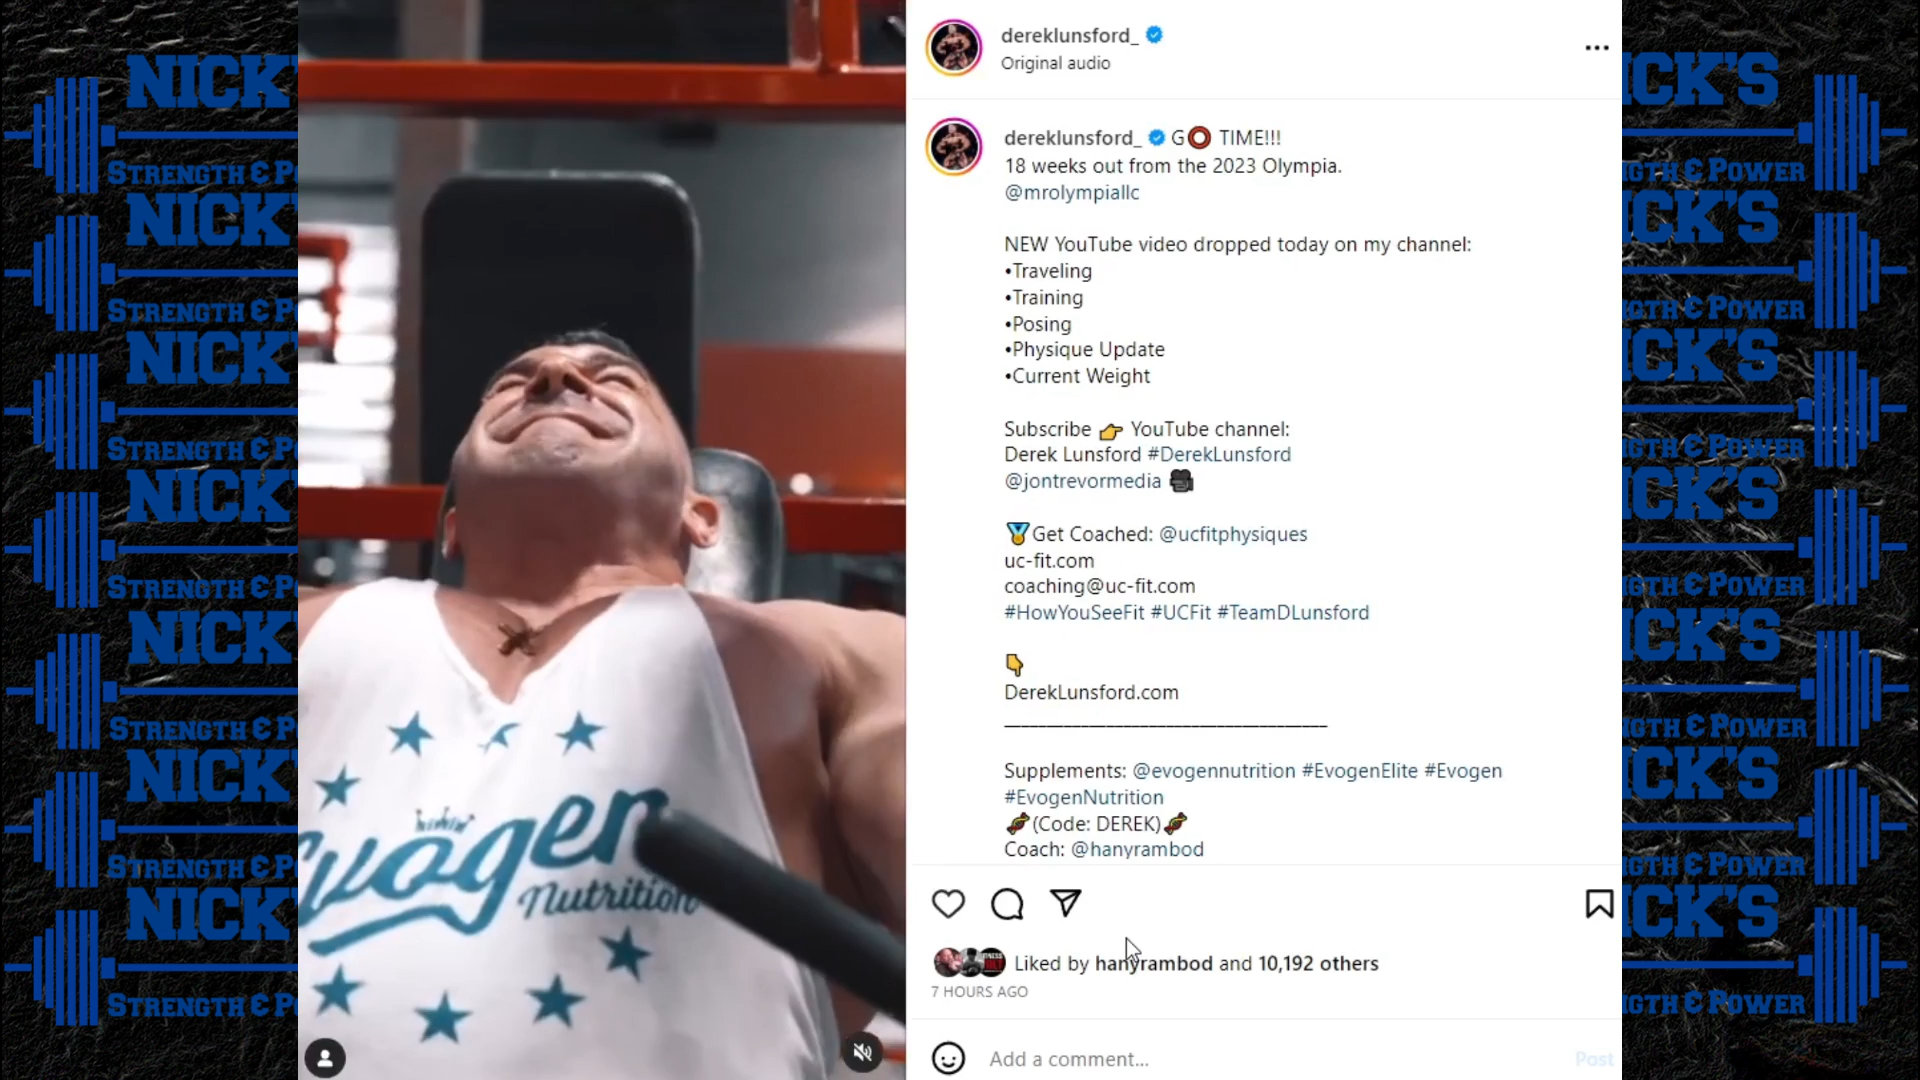 NICK'S
STRENGTH & POWER
dereklunsford_
Original audio
dereklunsford_ G⭕ TIME!!!
18 weeks out from the 2023 Olympia.
@mrolympiallc
NEW YouTube video dropped today on my channel:
•Traveling
•Training
•Posing
•Physique Update
•Current Weight
Subscribe 👉 YouTube channel:
Derek Lunsford #DerekLunsford
@jontrevormedia 🎥
🏅Get Coached: @ucfitphysiques
uc-fit.com
coaching@uc-fit.com
#HowYouSeeFit #UCFit #TeamDLunsford
👇
DerekLunsford.com
______________________________
Supplements: @evogennutrition #EvogenElite #Evogen
#EvogenNutrition
🧬(Code: DEREK)🧬
Coach: @hanyrambod
Liked by hanyrambod and 10,192 others
7 HOURS AGO
Add a comment...
Post
Evogen
Nutrition